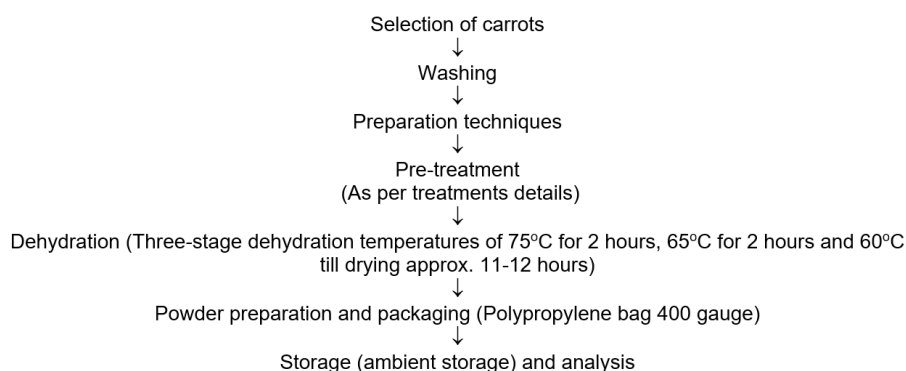 Selection of carrots
↓
Washing
↓
Preparation techniques
↓
Pre-treatment
(As per treatments details)
↓
Dehydration (Three-stage dehydration temperatures of 75°C for 2 hours, 65°C for 2 hours and 60°C
till drying approx. 11-12 hours)
↓
Powder preparation and packaging (Polypropylene bag 400 gauge)
↓
Storage (ambient storage) and analysis